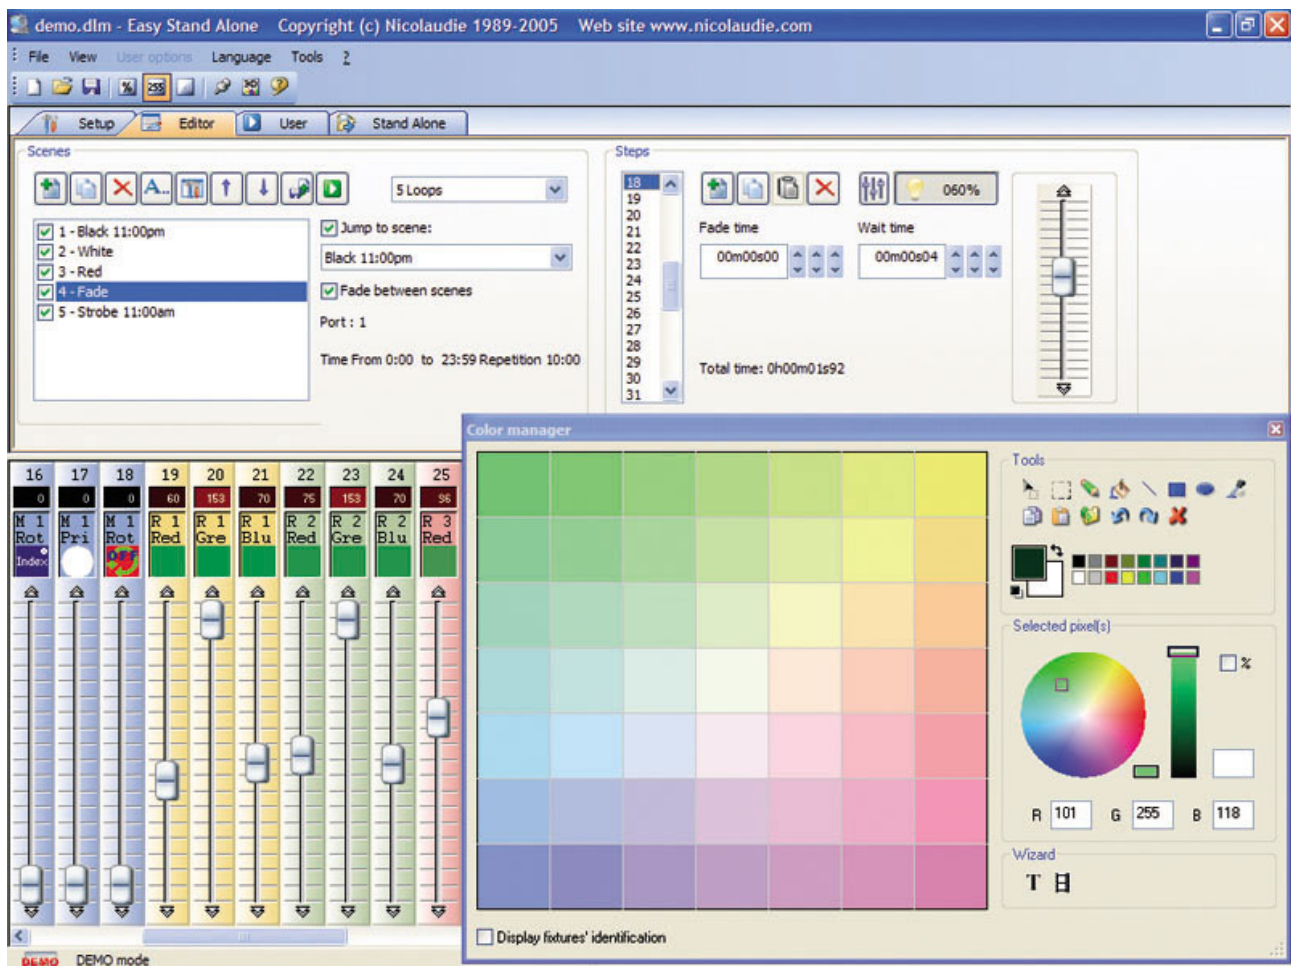 demo.dlm - Easy Stand Alone Copyright (c) Nicolaudie 1989-2005 Web site www.nicolaudie.com
File View User options Language Tools ?
% 255
Setup Editor User Stand Alone
Scenes
A...
5 Loops
1 - Black 11:00pm
2 - White
3 - Red
4 - Fade
5 - Strobe 11:00am
Jump to scene:
Black 11:00pm
Fade between scenes
Port : 1
Time From 0:00 to 23:59 Repetition 10:00
Steps
18
19
20
21
22
23
24
25
26
27
28
29
30
31
060%
Fade time Wait time
00m00s00 00m00s04
Total time: 0h00m01s92
16 17 18 19 20 21 22 23 24 25
0 0 0 60 153 70 75 153 70 96
M 1 M 1 M 1 R 1 R 1 R 1 R 2 R 2 R 2 R 3
Rot Pri Rot Red Gre Blu Red Gre Blu Red
Index OFF
Color manager
Tools
Selected pixel(s)
%
R 101 G 255 B 118
Wizard
T
Display fixtures' identification
DEMO DEMO mode